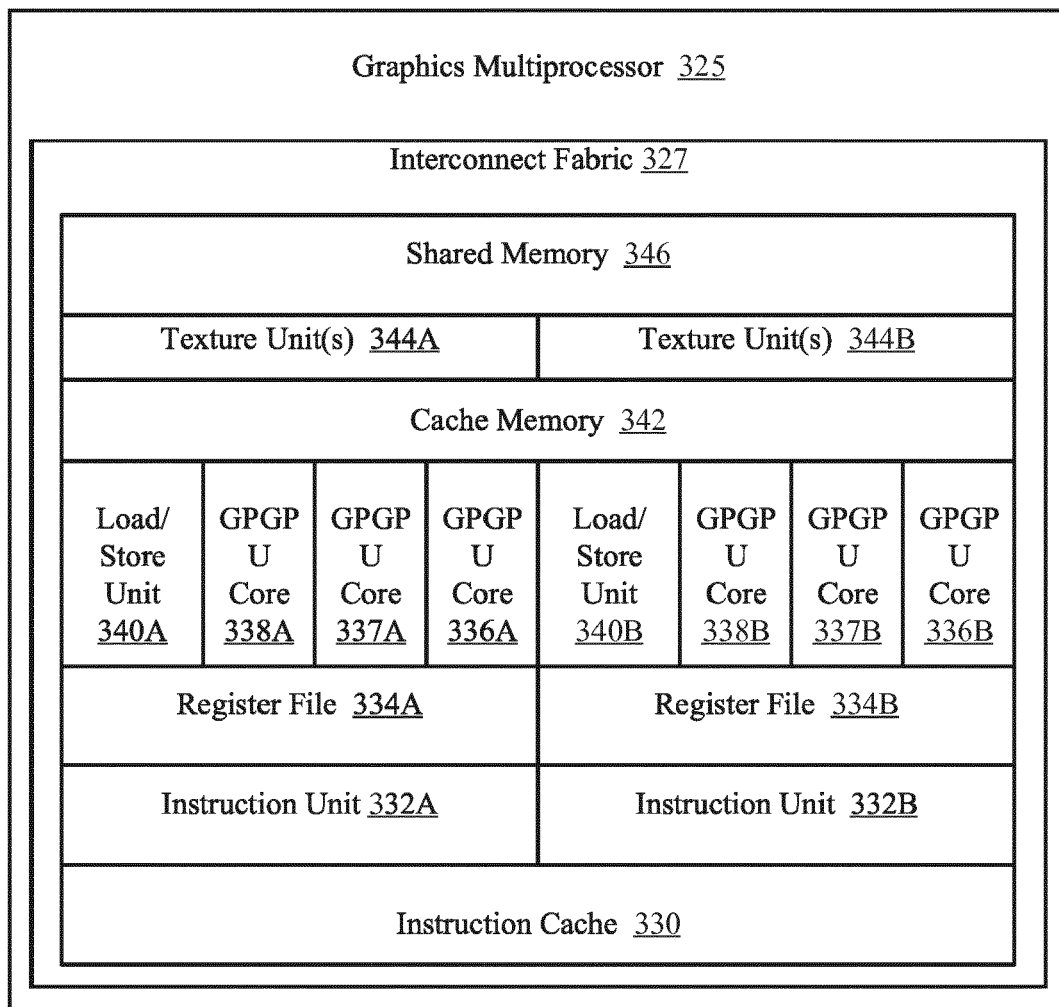 Graphics Multiprocessor 325
Interconnect Fabric 327
Shared Memory 346
Texture Unit(s) 344A
Texture Unit(s) 344B
Cache Memory 342
Load/
Store
Unit
340A
GPGP
U
Core
338A
GPGP
U
Core
337A
GPGP
U
Core
336A
Load/
Store
Unit
340B
GPGP
U
Core
338B
GPGP
U
Core
337B
GPGP
U
Core
336B
Register File 334A
Register File 334B
Instruction Unit 332A
Instruction Unit 332B
Instruction Cache 330